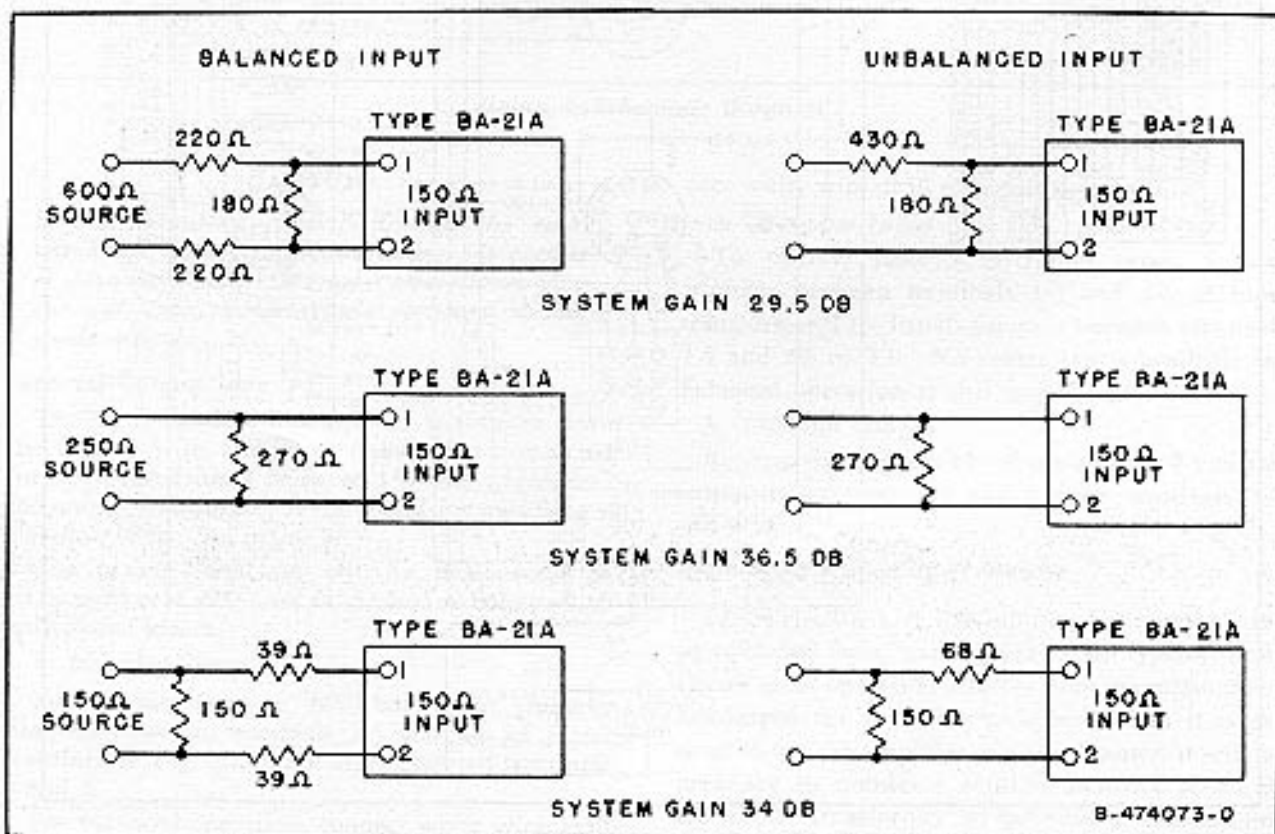 BALANCED INPUT
UNBALANCED INPUT
TYPE BA-21A
220Ω
600Ω
SOURCE
180Ω
1
150Ω
INPUT
2
220Ω
TYPE BA-21A
430Ω
180Ω
1
150Ω
INPUT
2
SYSTEM GAIN 29.5 DB
TYPE BA-21A
250Ω
SOURCE
270Ω
1
150Ω
INPUT
2
TYPE BA-21A
270Ω
1
150Ω
INPUT
2
SYSTEM GAIN 36.5 DB
TYPE BA-21A
39Ω
150Ω
SOURCE
150Ω
1
150Ω
INPUT
2
39Ω
TYPE BA-21A
68Ω
150Ω
1
150Ω
INPUT
2
SYSTEM GAIN 34 DB
B-474073-0